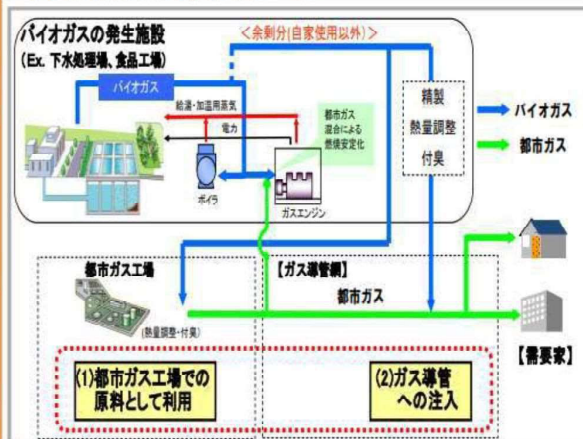 バイオガスの発生施設
(Ex. 下水処理場、食品工場)
＜余剰分(自家使用以外)＞
バイオガス
給湯・加温用蒸気
電力
都市ガス
混合による
燃焼安定化
ボイラ
ガスエンジン
精製
熱量調整
付臭
バイオガス
都市ガス
都市ガス工場
(熱量調整・付臭)
【ガス導管網】
都市ガス
【需要家】
(1)都市ガス工場での
原料として利用
(2)ガス導管
への注入